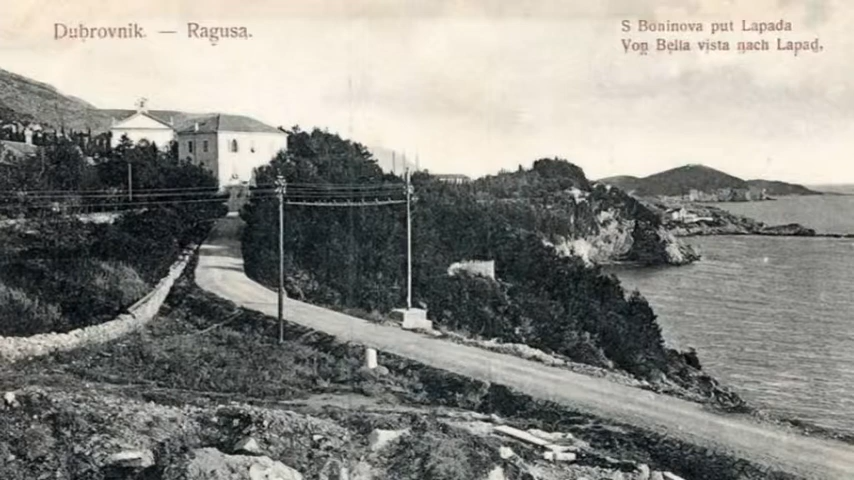 Dubrovnik. — Ragusa.
S Boninova put Lapada
Von Bella vista nach Lapad.